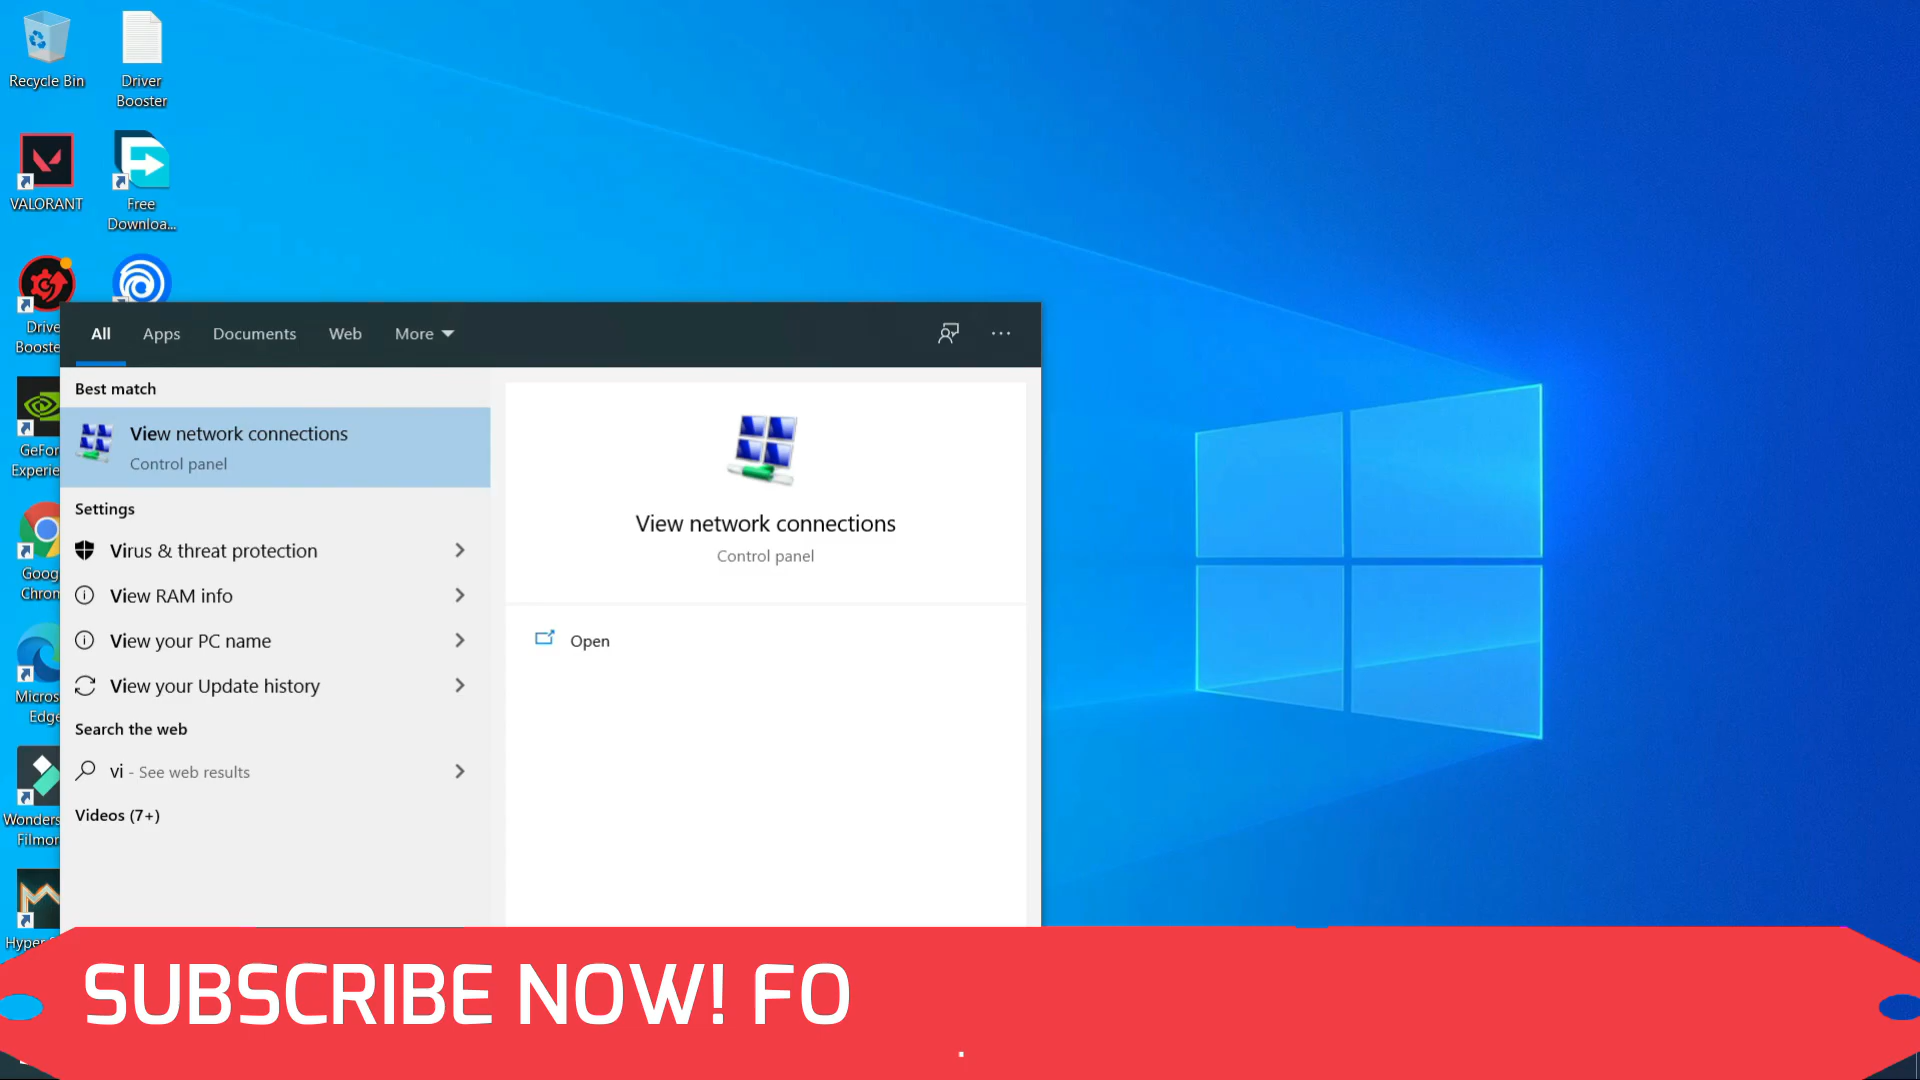 Recycle Bin
Driver
Booster
VALORANT
Free
Downloa...
Drive
Booste
GeFor
Experie
Goog
Chrom
Micros
Edge
Wonders
Filmor
Hyper
All
Apps
Documents
Web
More
Best match
View network connections
Control panel
Settings
Virus & threat protection
View RAM info
View your PC name
View your Update history
Search the web
vi - See web results
Videos (7+)
View network connections
Control panel
Open
SUBSCRIBE NOW! FO